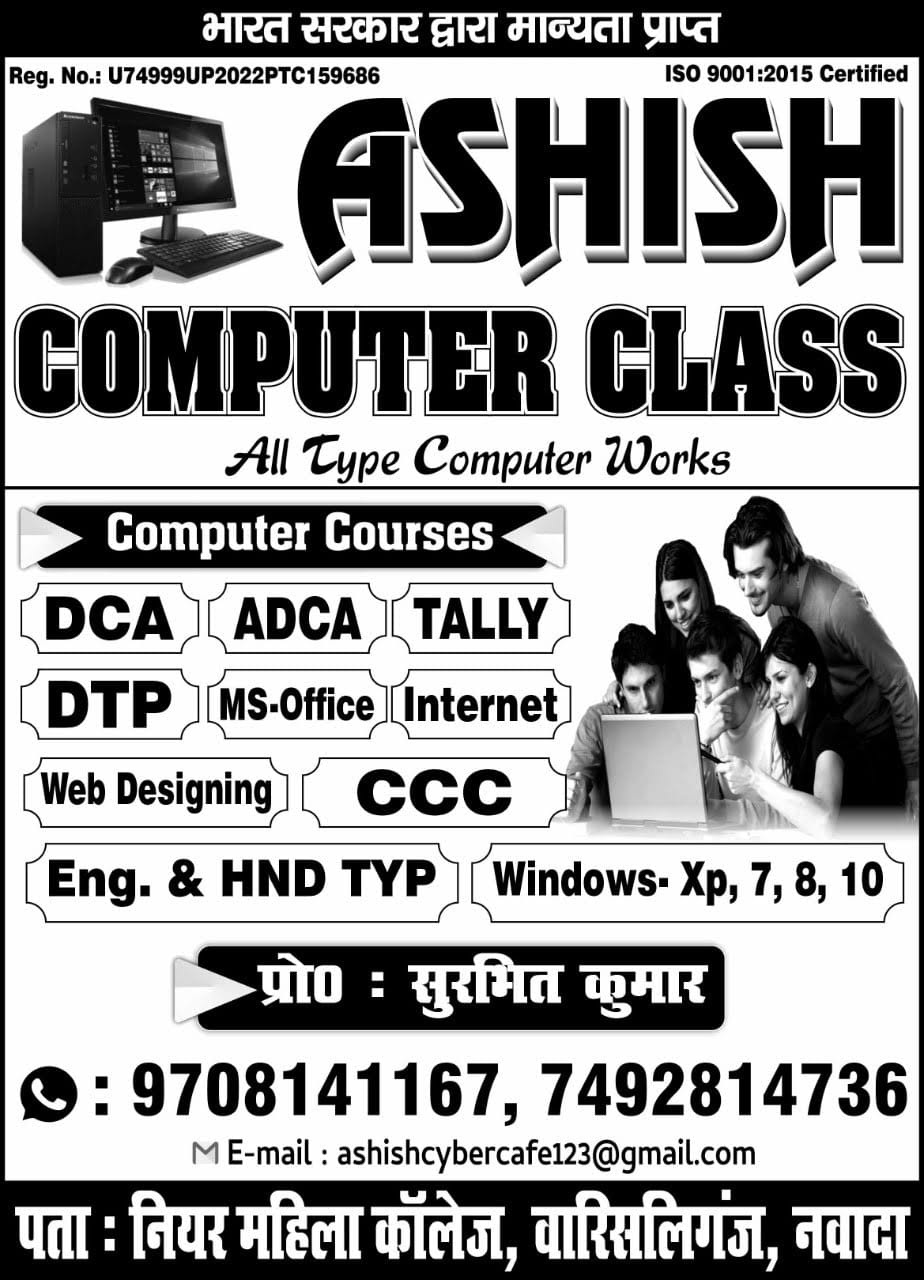 भारत सरकार द्वारा मान्यता प्राप्त
Reg. No.: U74999UP2022PTC159686
ISO 9001:2015 Certified
ASHISH
COMPUTER CLASS
All Type Computer Works
Computer Courses
DCA ADCA TALLY
DTP MS-Office Internet
Web Designing CCC
Eng. & HND TYP Windows- Xp, 7, 8, 10
प्रो0 : सुरभित कुमार
: 9708141167, 7492814736
E-mail : ashishcybercafe123@gmail.com
पता : नियर महिला कॉलेज, वारिसलिगंज, नवादा